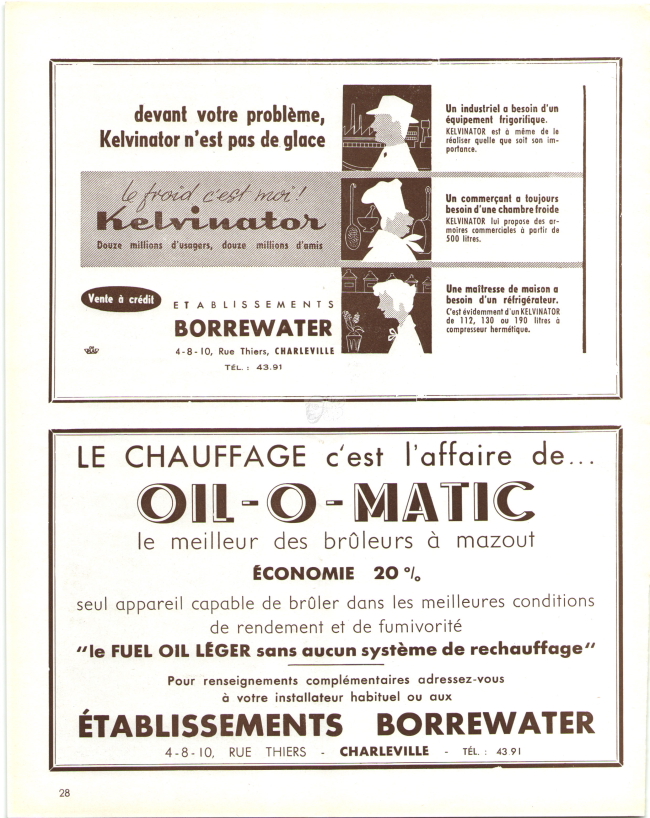 devant votre problème,
Kelvinator n'est pas de glace
le froid c'est moi !
Kelvinator
Douze millions d'usagers, douze millions d'amis
Vente à crédit
ETABLISSEMENTS
BORREWATER
4-8-10, Rue Thiers, CHARLEVILLE
TÉL. : 43.91
Un industriel a besoin d'un
équipement frigorifique.
KELVINATOR est à même de le
réaliser quelle que soit son im-
portance.
Un commerçant a toujours
besoin d'une chambre froide
KELVINATOR lui propose des ar-
moires commerciales à partir de
500 litres.
Une maîtresse de maison a
besoin d'un réfrigérateur.
C'est évidemment d'un KELVINATOR
de 112, 130 ou 190 litres à
compresseur hermétique.
LE CHAUFFAGE c'est l'affaire de...
OIL-O-MATIC
le meilleur des brûleurs à mazout
ÉCONOMIE 20 %
seul appareil capable de brûler dans les meilleures conditions
de rendement et de fumivorité
"le FUEL OIL LÉGER sans aucun système de rechauffage"
Pour renseignements complémentaires adressez-vous
à votre installateur habituel ou aux
ÉTABLISSEMENTS BORREWATER
4-8-10, RUE THIERS - CHARLEVILLE - TÉL. : 43 91
28